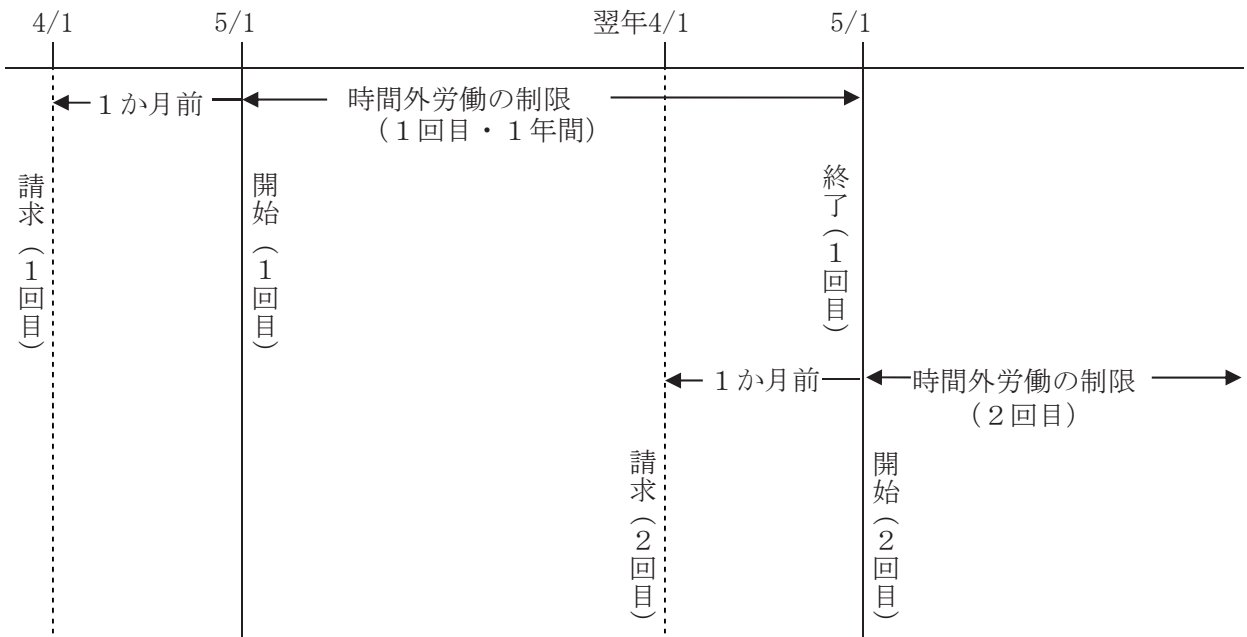 4/1
5/1
翌年4/1
5/1
１か月前
時間外労働の制限
（１回目・１年間）
請求（１回目）
開始（１回目）
終了（１回目）
１か月前
時間外労働の制限
（２回目）
請求（２回目）
開始（２回目）